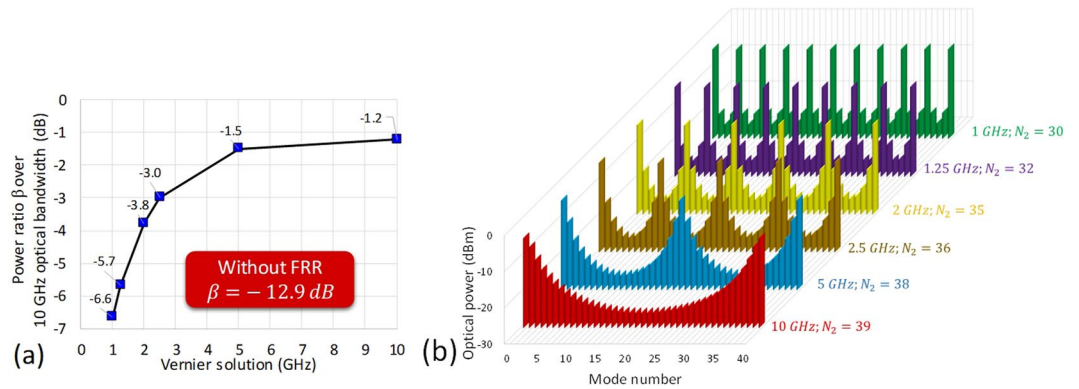 Power ratio β over
10 GHz optical bandwidth (dB)
0
-1
-2
-3
-4
-5
-6
-7
-6.6
-5.7
-3.8
-3.0
-1.5
-1.2
Without FRR
β = − 12.9 dB
0 1 2 3 4 5 6 7 8 9 10
Vernier solution (GHz)
(a)
Optical power (dBm)
0
-10
-20
-30
0 5 10 15 20 25 30 35 40
Mode number
1 GHz; N₂ = 30
1.25 GHz; N₂ = 32
2 GHz; N₂ = 35
2.5 GHz; N₂ = 36
5 GHz; N₂ = 38
10 GHz; N₂ = 39
(b)